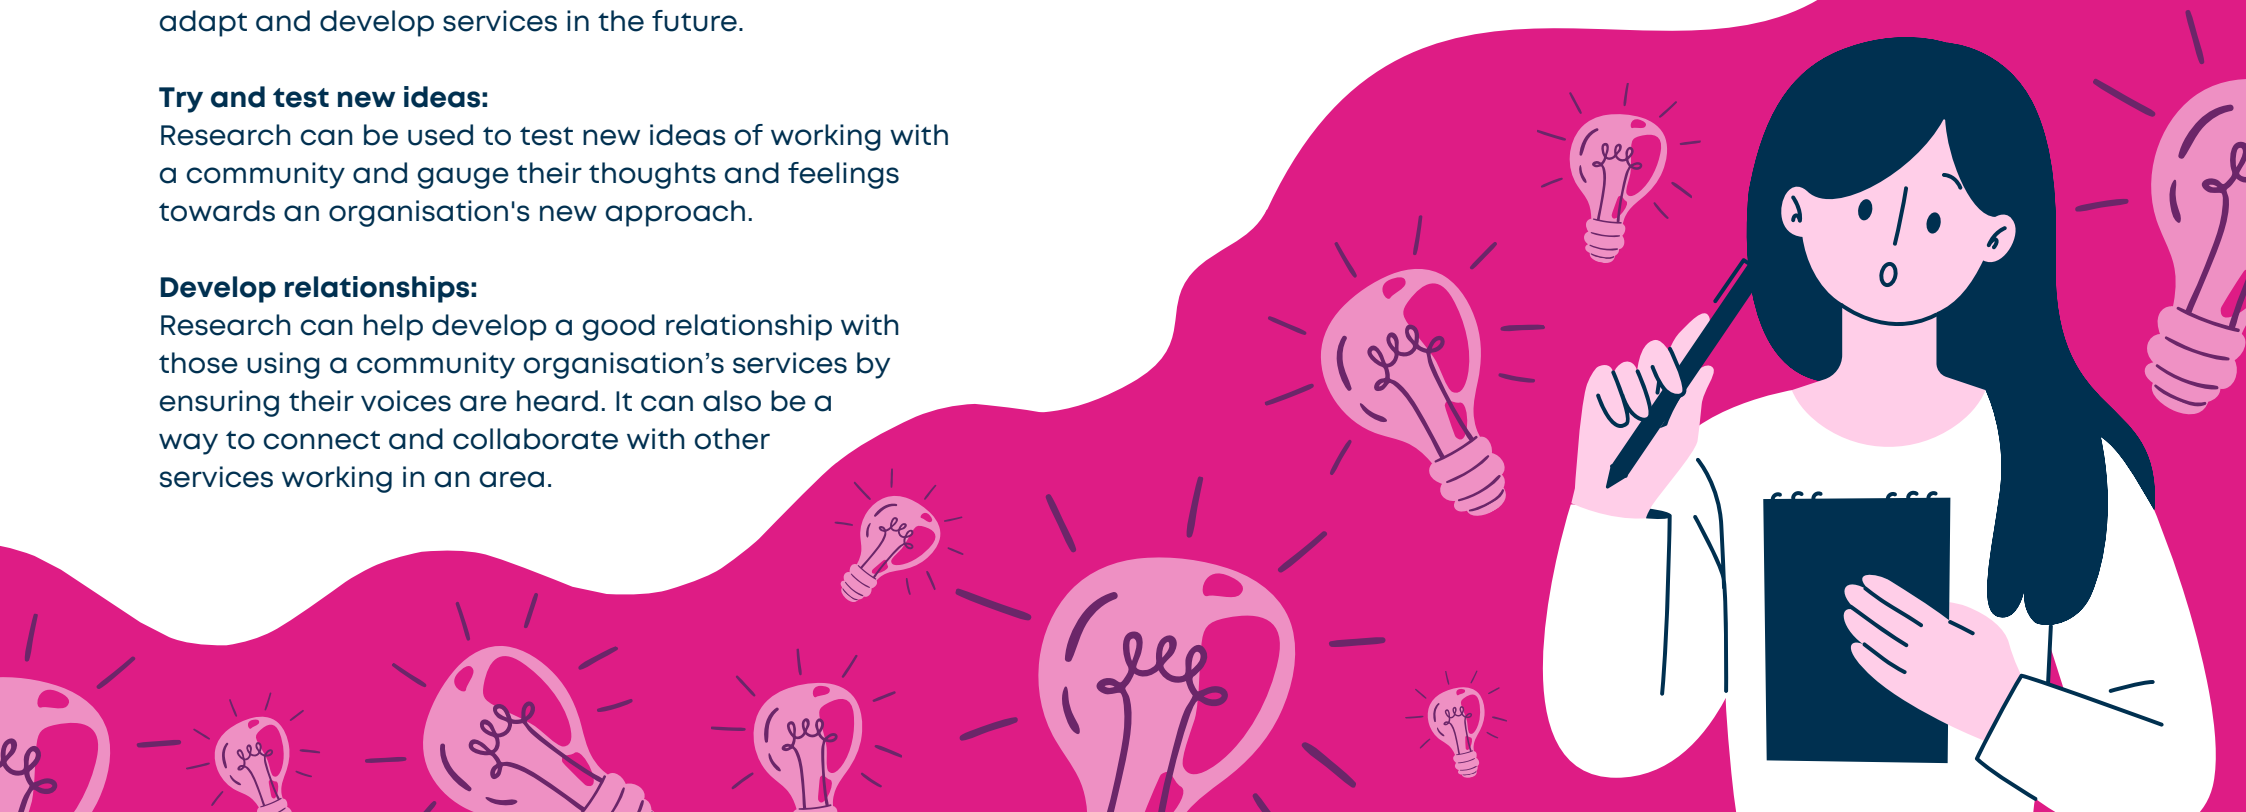 adapt and develop services in the future.
Try and test new ideas:
Research can be used to test new ideas of working with
a community and gauge their thoughts and feelings
towards an organisation's new approach.
Develop relationships:
Research can help develop a good relationship with
those using a community organisation’s services by
ensuring their voices are heard. It can also be a
way to connect and collaborate with other
services working in an area.